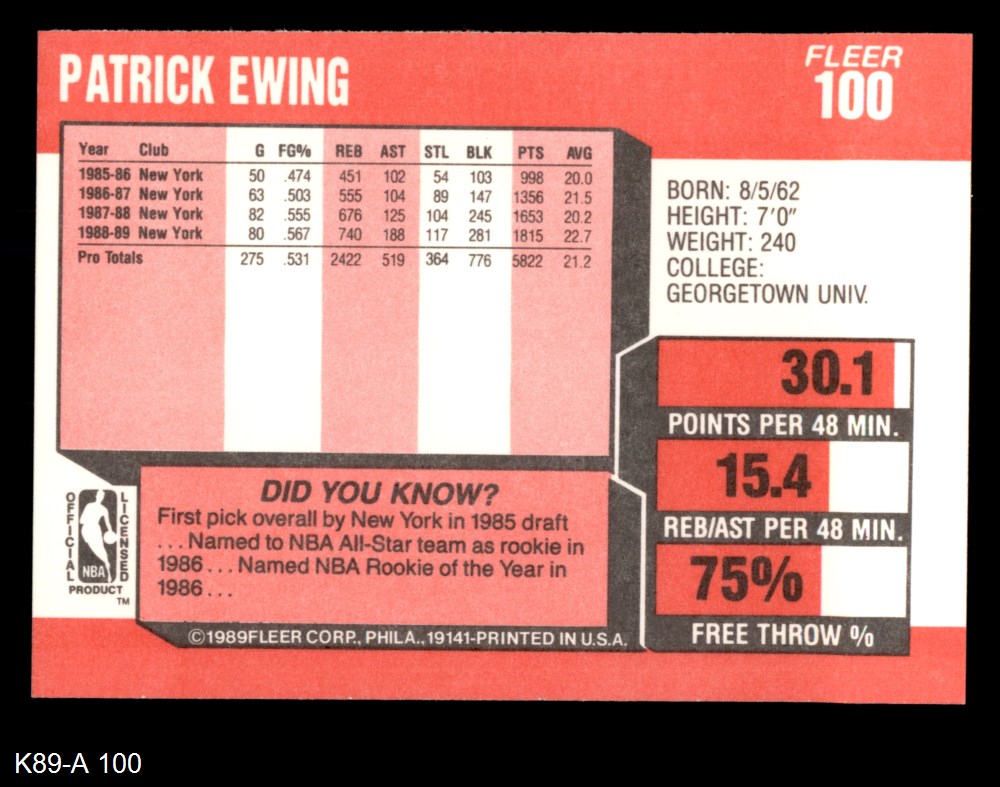 PATRICK EWING
FLEER
100
Year Club G FG% REB AST STL BLK PTS AVG
1985-86 New York 50 .474 451 102 54 103 998 20.0
1986-87 New York 63 .503 555 104 89 147 1356 21.5
1987-88 New York 82 .555 676 125 104 245 1653 20.2
1988-89 New York 80 .567 740 188 117 281 1815 22.7
Pro Totals 275 .531 2422 519 364 776 5822 21.2
BORN: 8/5/62
HEIGHT: 7'0"
WEIGHT: 240
COLLEGE:
GEORGETOWN UNIV.
30.1
POINTS PER 48 MIN.
15.4
REB/AST PER 48 MIN.
75%
FREE THROW %
DID YOU KNOW?
First pick overall by New York in 1985 draft
...Named to NBA All-Star team as rookie in
1986...Named NBA Rookie of the Year in
1986...
OFFICIAL
LICENSED
NBA
PRODUCT
TM
©1989FLEER CORP., PHILA., 19141-PRINTED IN U.S.A.
K89-A 100